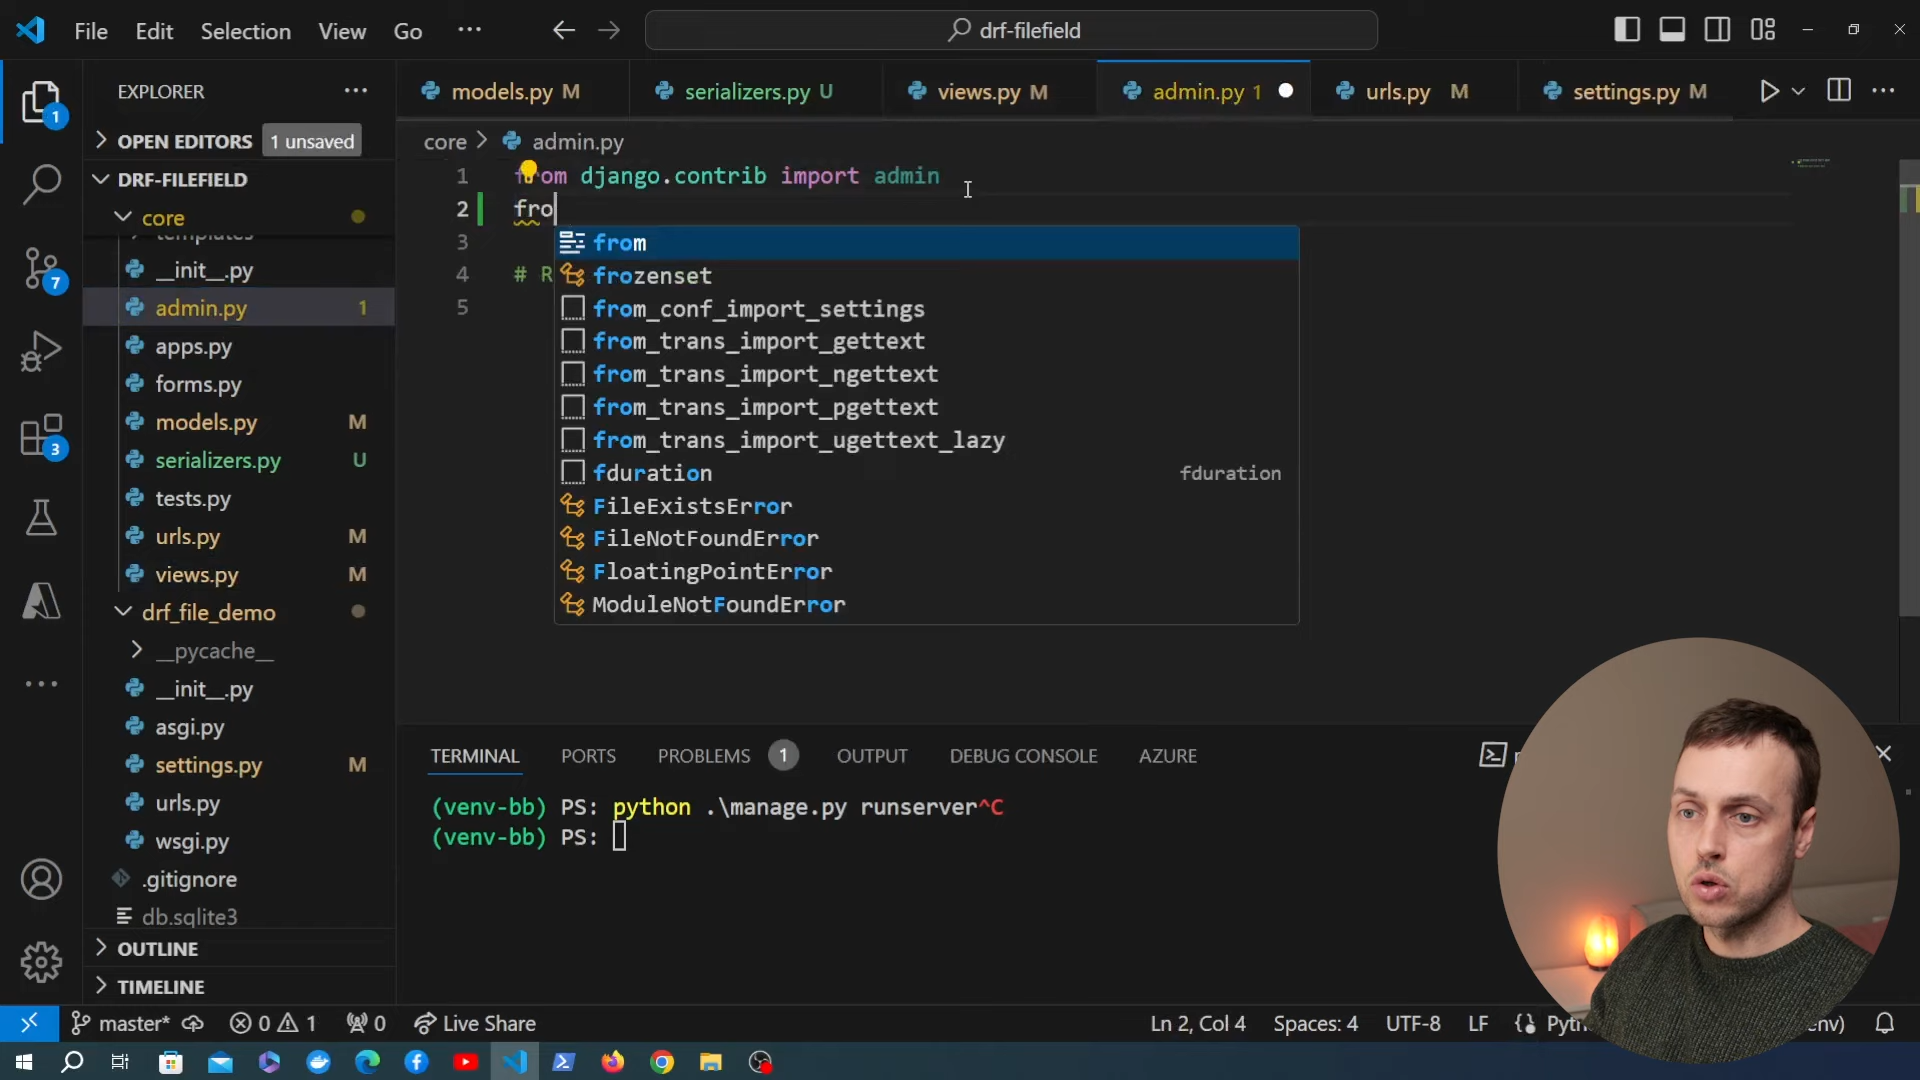 File Edit Selection View Go ··· drf-filefield
EXPLORER
models.py M serializers.py U views.py M admin.py 1 urls.py M settings.py M
OPEN EDITORS 1 unsaved
core > admin.py
DRF-FILEFIELD
core
__init__.py
admin.py 1
apps.py
forms.py
models.py M
serializers.py U
tests.py
urls.py M
views.py M
drf_file_demo
__pycache__
__init__.py
asgi.py
settings.py M
urls.py
wsgi.py
.gitignore
db.sqlite3
OUTLINE
TIMELINE
1
7
3
1 from django.contrib import admin
2 fro
3
4 # R
5
from
frozenset
from_conf_import_settings
from_trans_import_gettext
from_trans_import_ngettext
from_trans_import_pgettext
from_trans_import_ugettext_lazy
fduration fduration
FileExistsError
FileNotFoundError
FloatingPointError
ModuleNotFoundError
TERMINAL PORTS PROBLEMS 1 OUTPUT DEBUG CONSOLE AZURE
(venv-bb) PS: python .\manage.py runserver^C
(venv-bb) PS:
master* 0 1 0 Live Share Ln 2, Col 4 Spaces: 4 UTF-8 LF